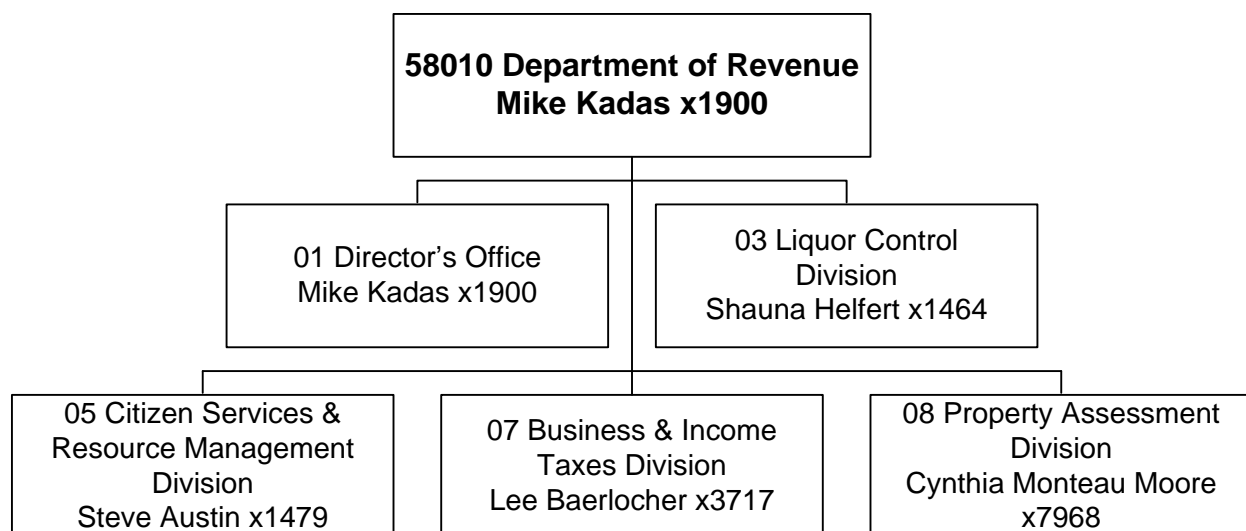 58010 Department of Revenue
Mike Kadas x1900
01 Director’s Office
Mike Kadas x1900
03 Liquor Control
Division
Shauna Helfert x1464
05 Citizen Services &
Resource Management
Division
Steve Austin x1479
07 Business & Income
Taxes Division
Lee Baerlocher x3717
08 Property Assessment
Division
Cynthia Monteau Moore
x7968